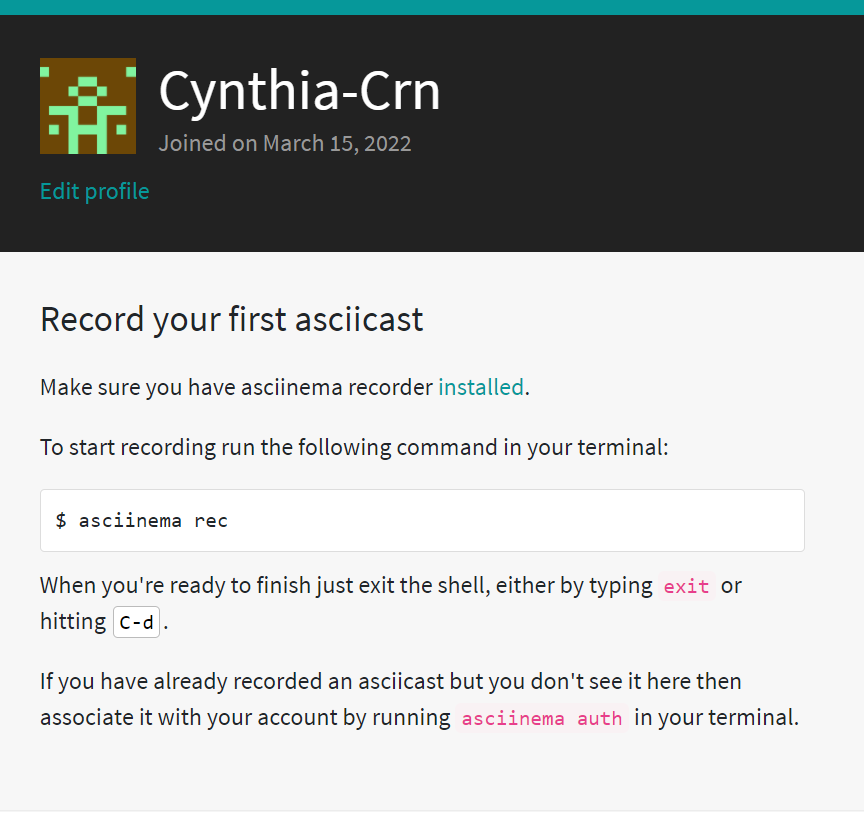 Cynthia-Crn
Joined on March 15, 2022
Edit profile
Record your first asciicast
Make sure you have asciinema recorder installed.
To start recording run the following command in your terminal:
$ asciinema rec
When you're ready to finish just exit the shell, either by typing exit or
hitting C-d.
If you have already recorded an asciicast but you don't see it here then
associate it with your account by running asciinema auth in your terminal.